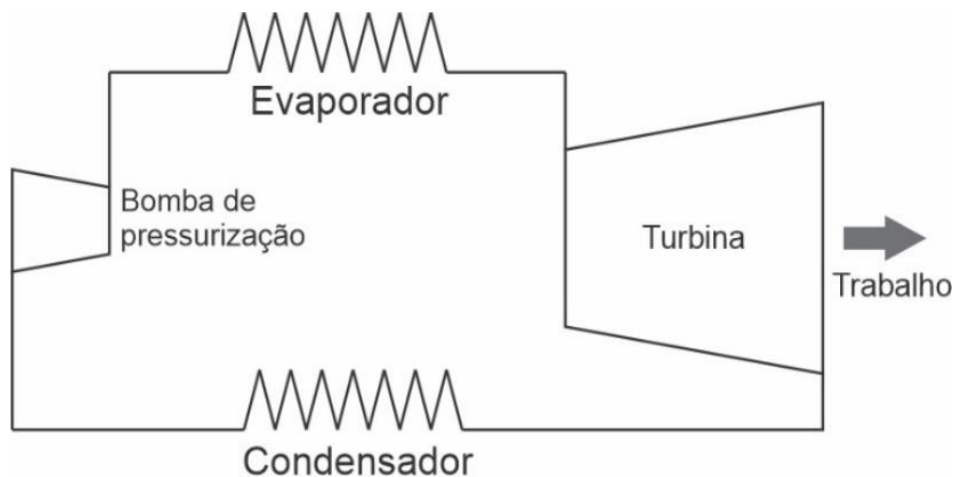 Evaporador
Bomba de
pressurização
Turbina
Trabalho
Condensador